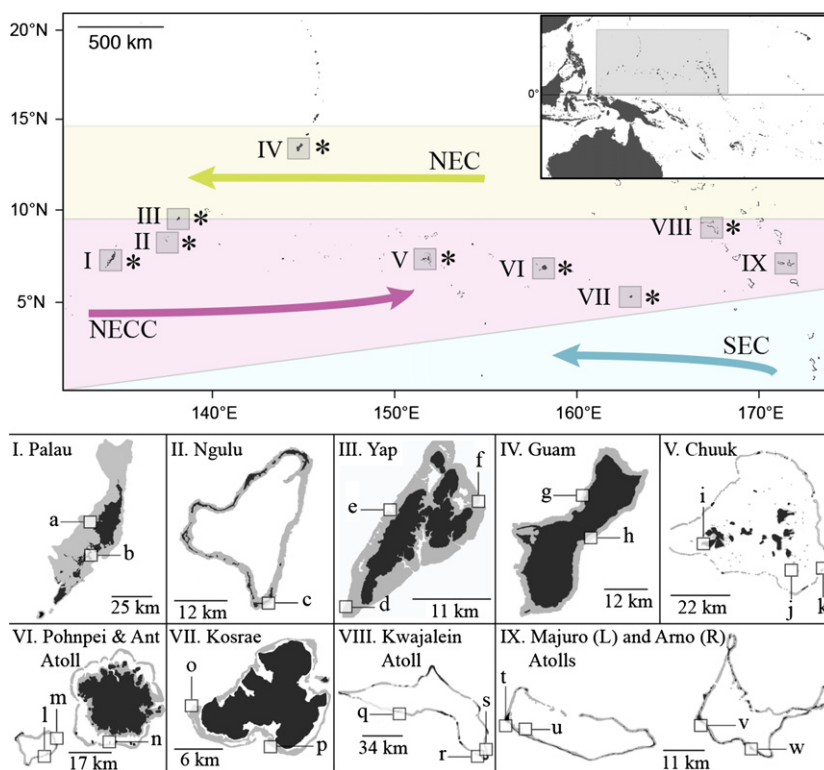 20°N
500 km
0°
15°N
IV *
NEC
10°N
III *
II *
VIII *
I *
V *
VI *
IX
5°N
VII *
NECC
SEC
140°E 150°E 160°E 170°E
I. Palau
a
b
25 km
II. Ngulu
12 km
c
III. Yap
f
e
d
11 km
IV. Guam
g
h
12 km
V. Chuuk
i
22 km
j
k
VI. Pohnpei & Ant
Atoll
l
m
n
17 km
VII. Kosrae
o
6 km
p
VIII. Kwajalein
Atoll
q
s
34 km
r
IX. Majuro (L) and Arno (R)
Atolls
t
u
v
w
11 km